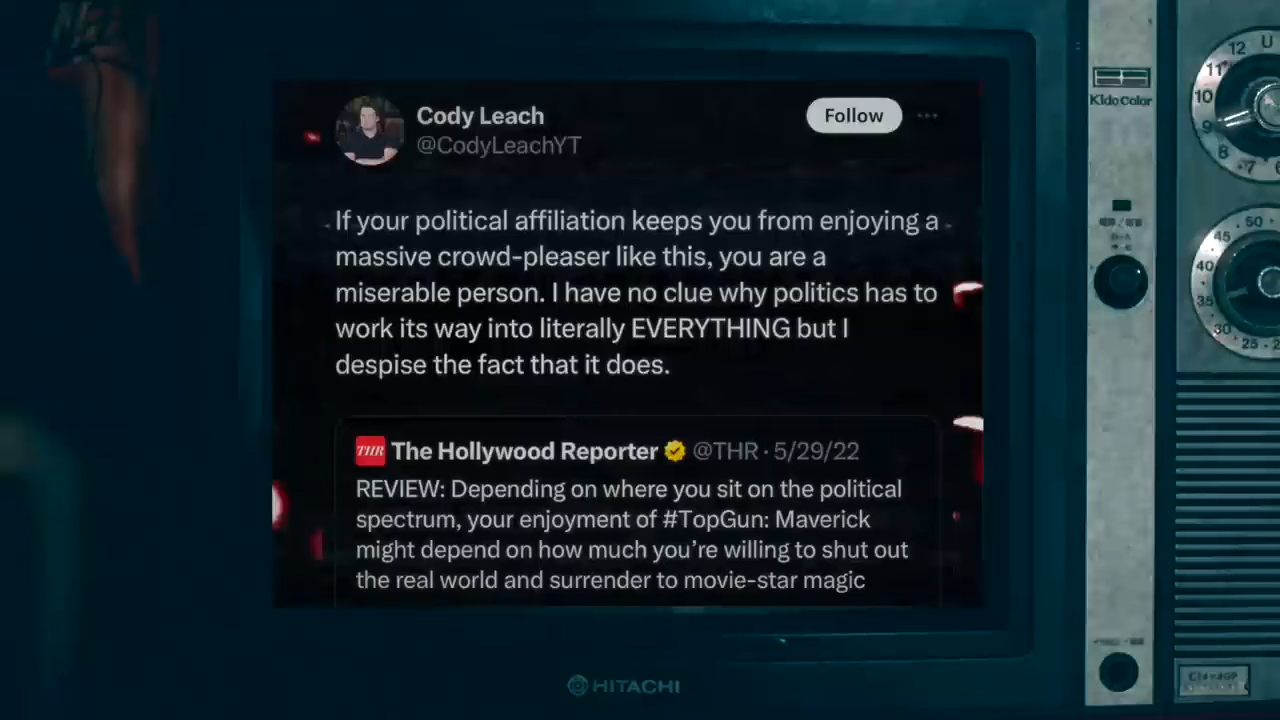 Cody Leach
Follow
@CodyLeachYT
If your political affiliation keeps you from enjoying a
massive crowd-pleaser like this, you are a
miserable person. I have no clue why politics has to
work its way into literally EVERYTHING but I
despise the fact that it does.
THR The Hollywood Reporter @THR · 5/29/22
REVIEW: Depending on where you sit on the political
spectrum, your enjoyment of #TopGun: Maverick
might depend on how much you're willing to shut out
the real world and surrender to movie-star magic
HITACHI
Kido Color
12 U
11
10
9
8
7
50
45
40
35
30
25